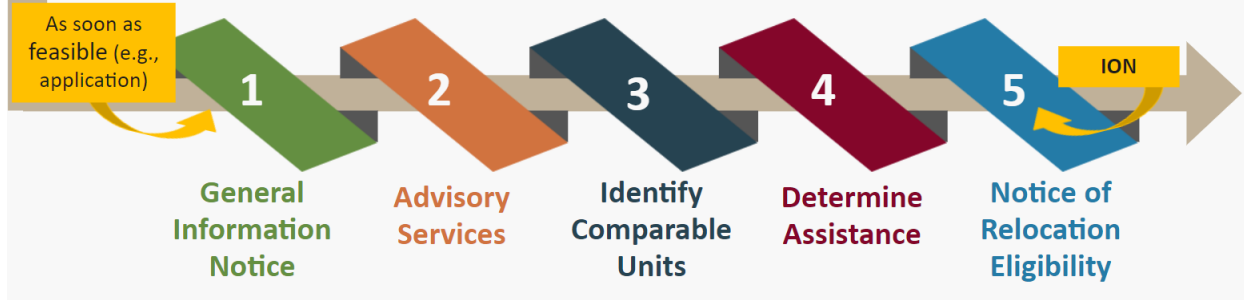 As soon as
feasible (e.g.,
application)
1
2
3
4
5
ION
General
Information
Notice
Advisory
Services
Identify
Comparable
Units
Determine
Assistance
Notice of
Relocation
Eligibility